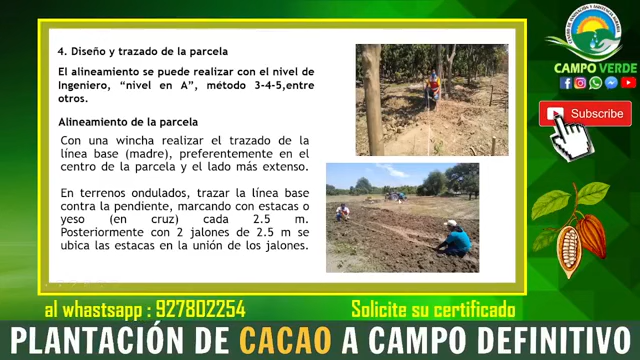 4. Diseño y trazado de la parcela
El alineamiento se puede realizar con el nivel de
Ingeniero, “nivel en A”, método 3-4-5,entre
otros.
Alineamiento de la parcela
Con una wincha realizar el trazado de la
línea base (madre), preferentemente en el
centro de la parcela y el lado más extenso.
En terrenos ondulados, trazar la línea base
contra la pendiente, marcando con estacas o
yeso (en cruz) cada 2.5 m.
Posteriormente con 2 jalones de 2.5 m se
ubica las estacas en la unión de los jalones.
CAMPO VERDE
Subscribe
al whastsapp : 927802254
Solicite su certificado
PLANTACIÓN DE CACAO A CAMPO DEFINITIVO